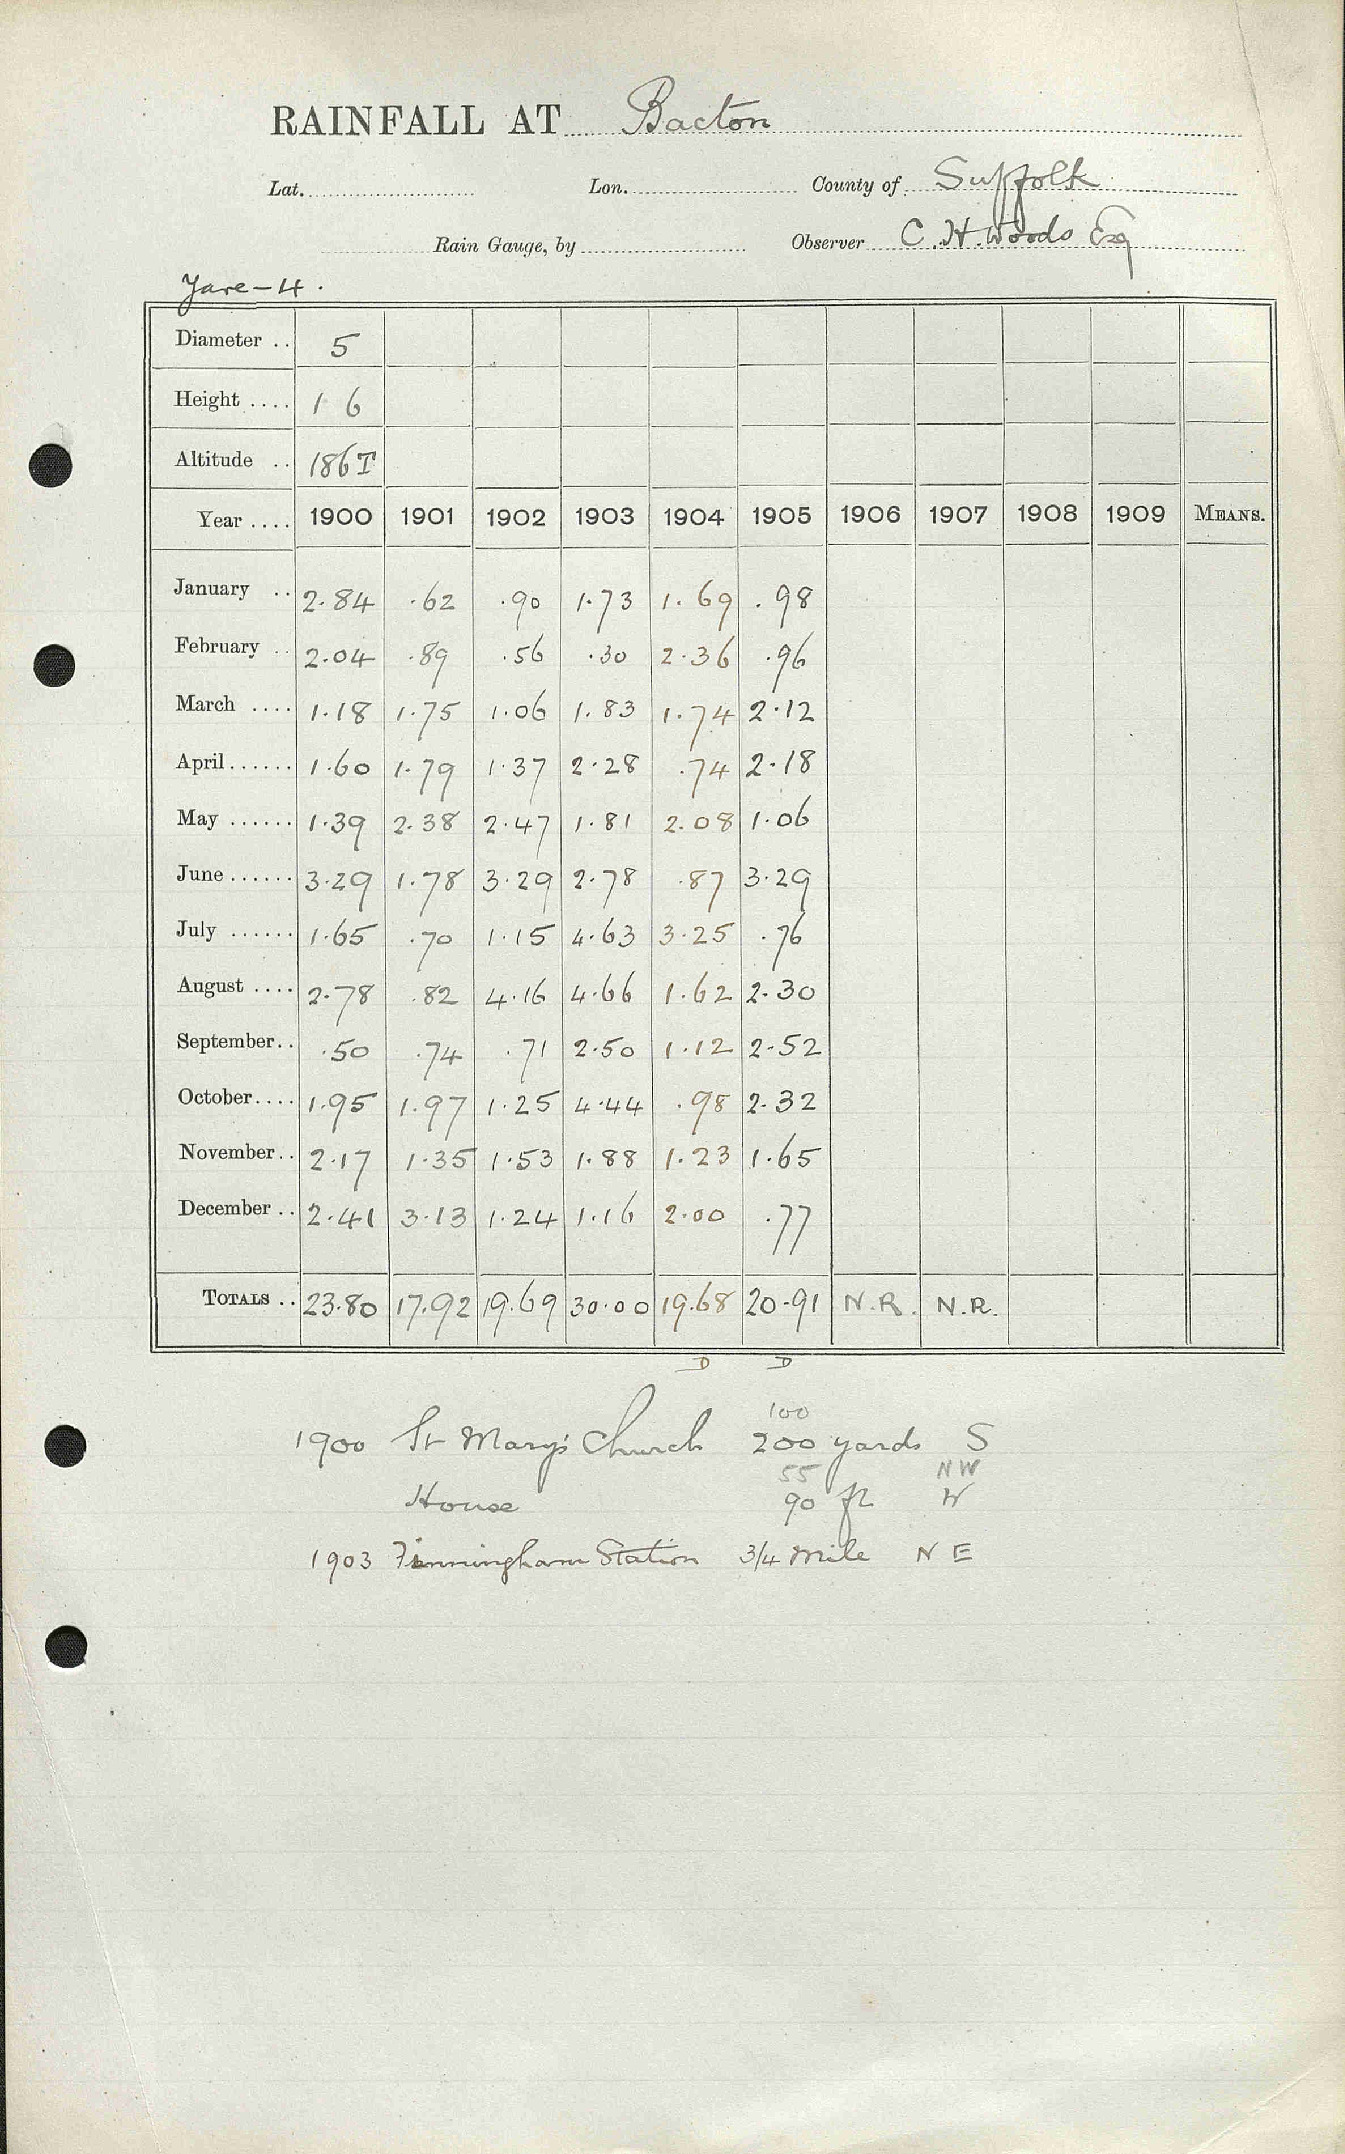 RAINFALL AT Bacton
Lat. Lon. County of Suffolk
Rain Gauge, by Observer C. H. Woods Esq
Yare - 4.
Diameter .. 5
Height .... 1 6
Altitude .. 186 T
Year .... 1900 1901 1902 1903 1904 1905 1906 1907 1908 1909 MEANS.
January .. 2.84 .62 .90 1.73 1.69 .98
February .. 2.04 .89 .56 .30 2.36 .96
March .... 1.18 1.75 1.06 1.83 1.74 2.12
April...... 1.60 1.79 1.37 2.28 .74 2.18
May ...... 1.39 2.38 2.47 1.81 2.08 1.06
June...... 3.29 1.78 3.29 2.78 .87 3.29
July ...... 1.65 .70 1.15 4.63 3.25 .76
August .... 2.78 .82 4.16 4.66 1.62 2.30
September.. .50 .74 .71 2.50 1.12 2.52
October.... 1.95 1.97 1.25 4.44 .98 2.32
November.. 2.17 1.35 1.53 1.88 1.23 1.65
December .. 2.41 3.13 1.24 1.16 2.00 .77
TOTALS .. 23.80 17.92 19.69 30.00 19.68 20.91 N.R. N.R.
D D
100
1900 St Mary's Church 200 yards S
55 NW
House 90 ft W
1903 Finningham Station 3/4 mile N E